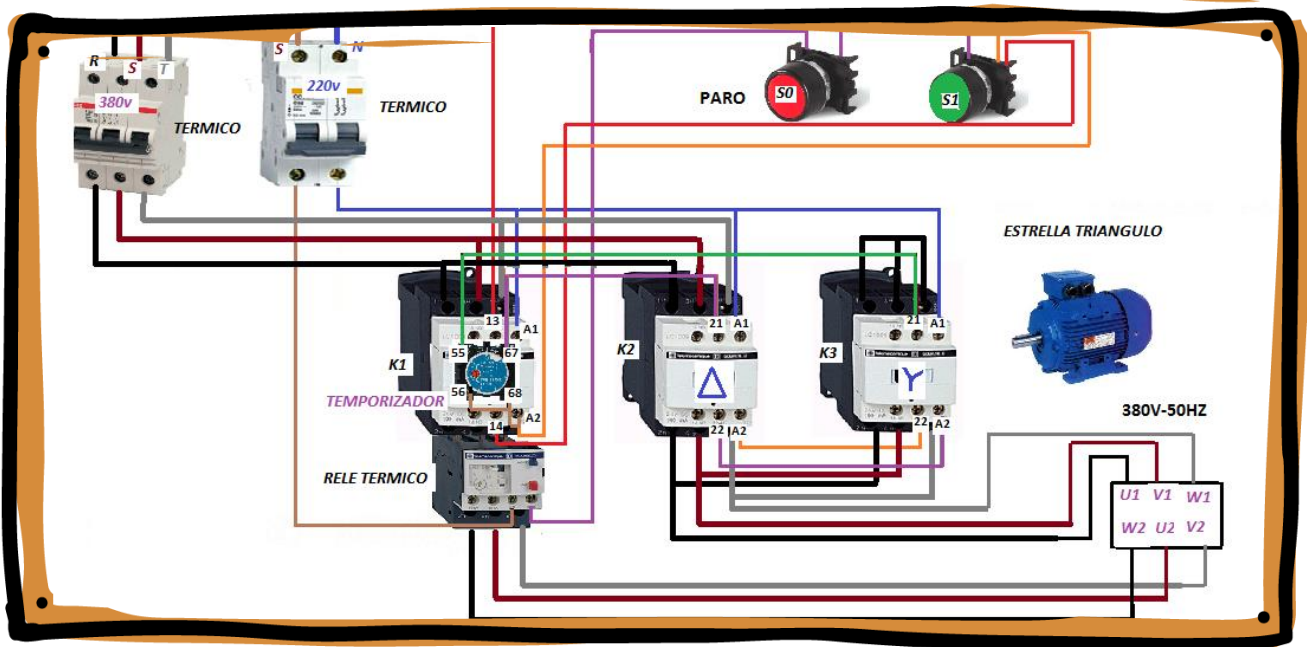 R
S
T
380v
TERMICO
S
N
220v
TERMICO
PARO
S0
S1
ESTRELLA TRIANGULO
13
A1
55
67
K1
56
68
TEMPORIZADOR
A2
14
RELE TERMICO
21
A1
K2
Δ
22
A2
21
A1
K3
Y
22
A2
380V-50HZ
U1 V1 W1
W2 U2 V2